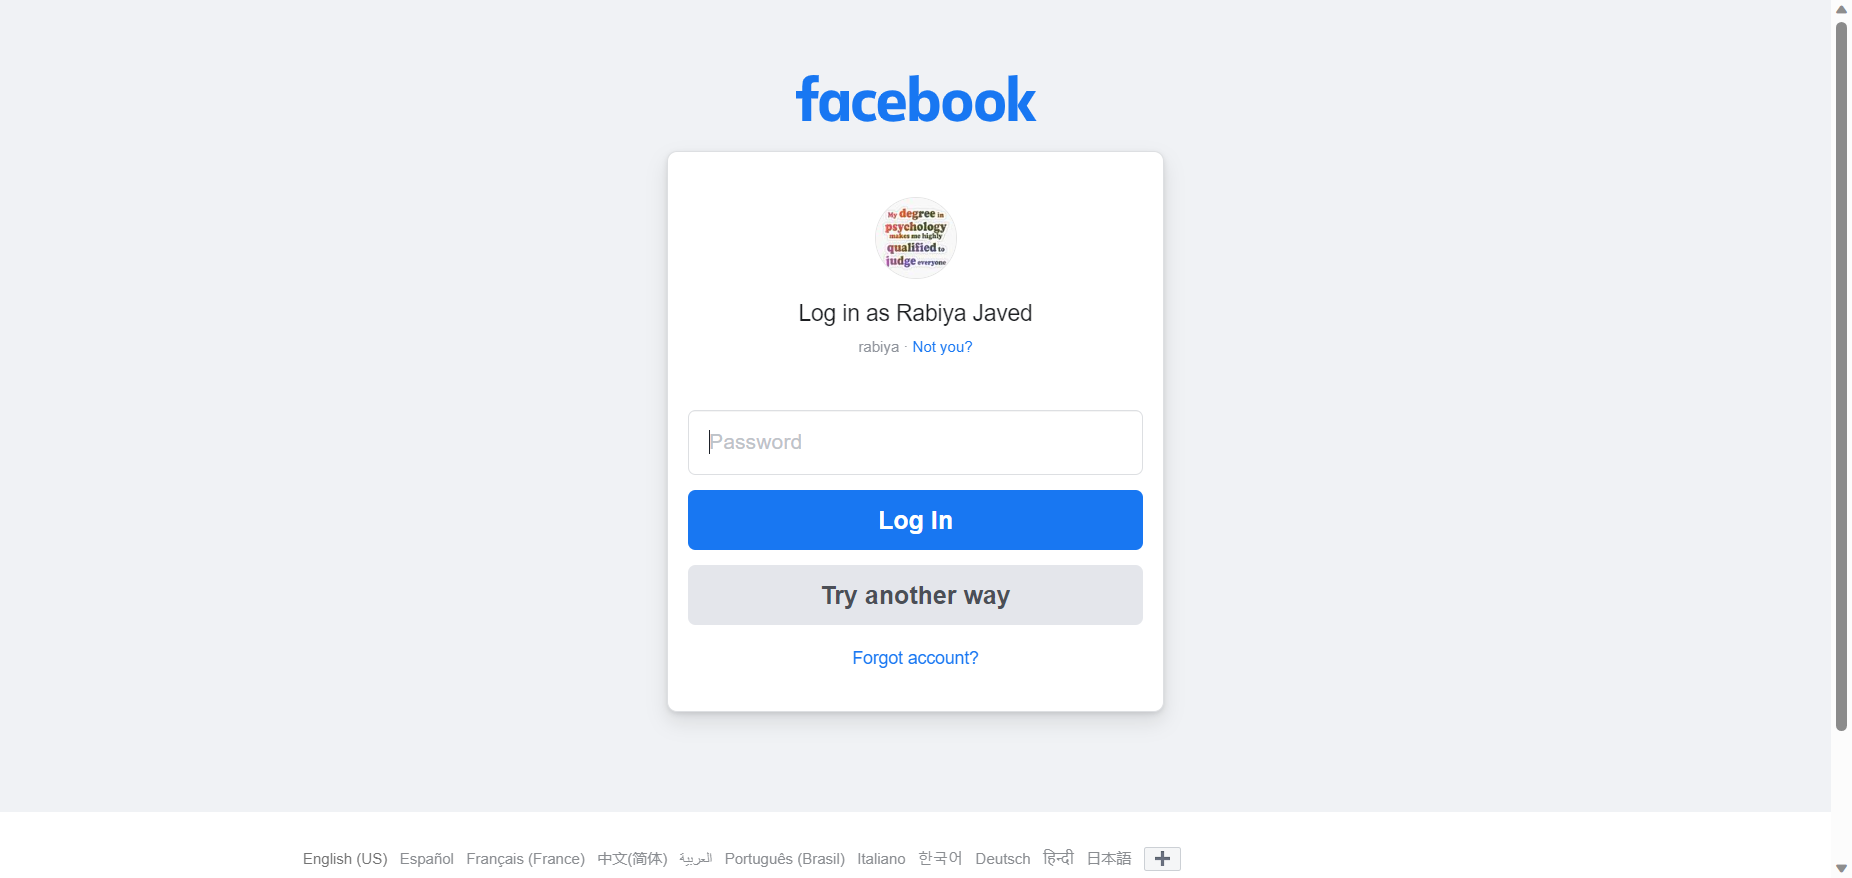 facebook
My degree in
psychology
makes me highly
qualified to
judge everyone
Log in as Rabiya Javed
rabiya · Not you?
Password
Log In
Try another way
Forgot account?
English (US) Español Français (France) 中文(简体) العربية Português (Brasil) Italiano 한국어 Deutsch हिन्दी 日本語